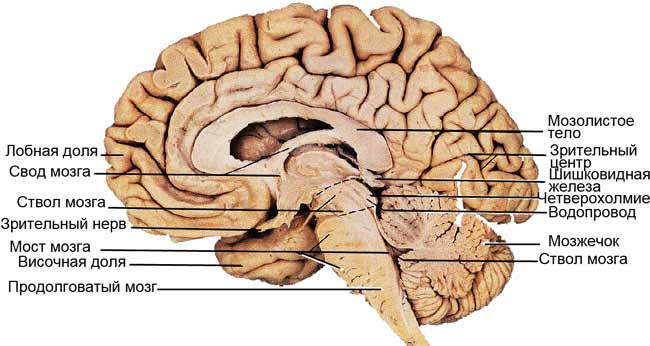 Лобная доля
Свод мозга
Ствол мозга
Зрительный нерв
Мост мозга
Височная доля
Продолговатый мозг
Мозолистое
тело
Зрительный
центр
Шишковидная
железа
Четверохолмие
Водопровод
Мозжечок
Ствол мозга